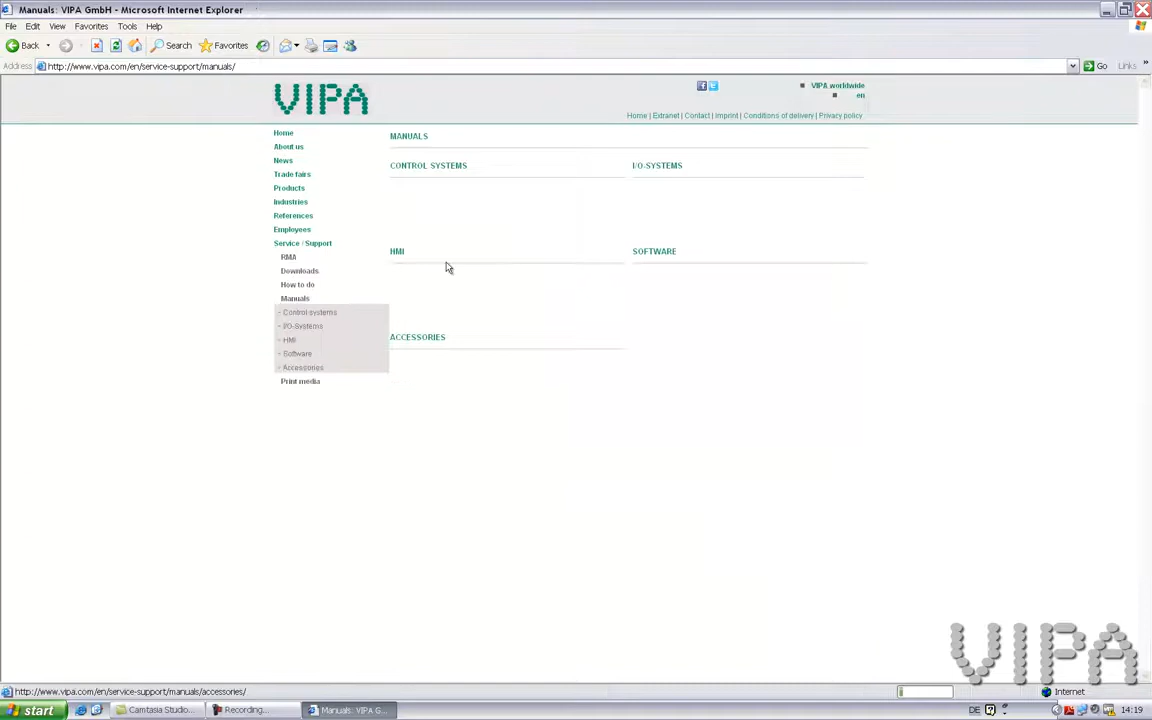 Manuals: VIPA GmbH - Microsoft Internet Explorer
File Edit View Favorites Tools Help
Back Search Favorites
Address http://www.vipa.com/en/service-support/manuals/ Go Links »
VIPA
VIPA worldwide
en
Home | Extranet | Contact | Imprint | Conditions of delivery | Privacy policy
Home
About us
News
Trade fairs
Products
Industries
References
Employees
Service / Support
RMA
Downloads
How to do
Manuals
- Control systems
- I/O-Systems
- HMI
- Software
- Accessories
Print media
MANUALS
CONTROL SYSTEMS
I/O-SYSTEMS
HMI
SOFTWARE
ACCESSORIES
VIPA
http://www.vipa.com/en/service-support/manuals/accessories/ Internet
start Camtasia Studio... Recording... Manuals: VIPA G... DE 14:19